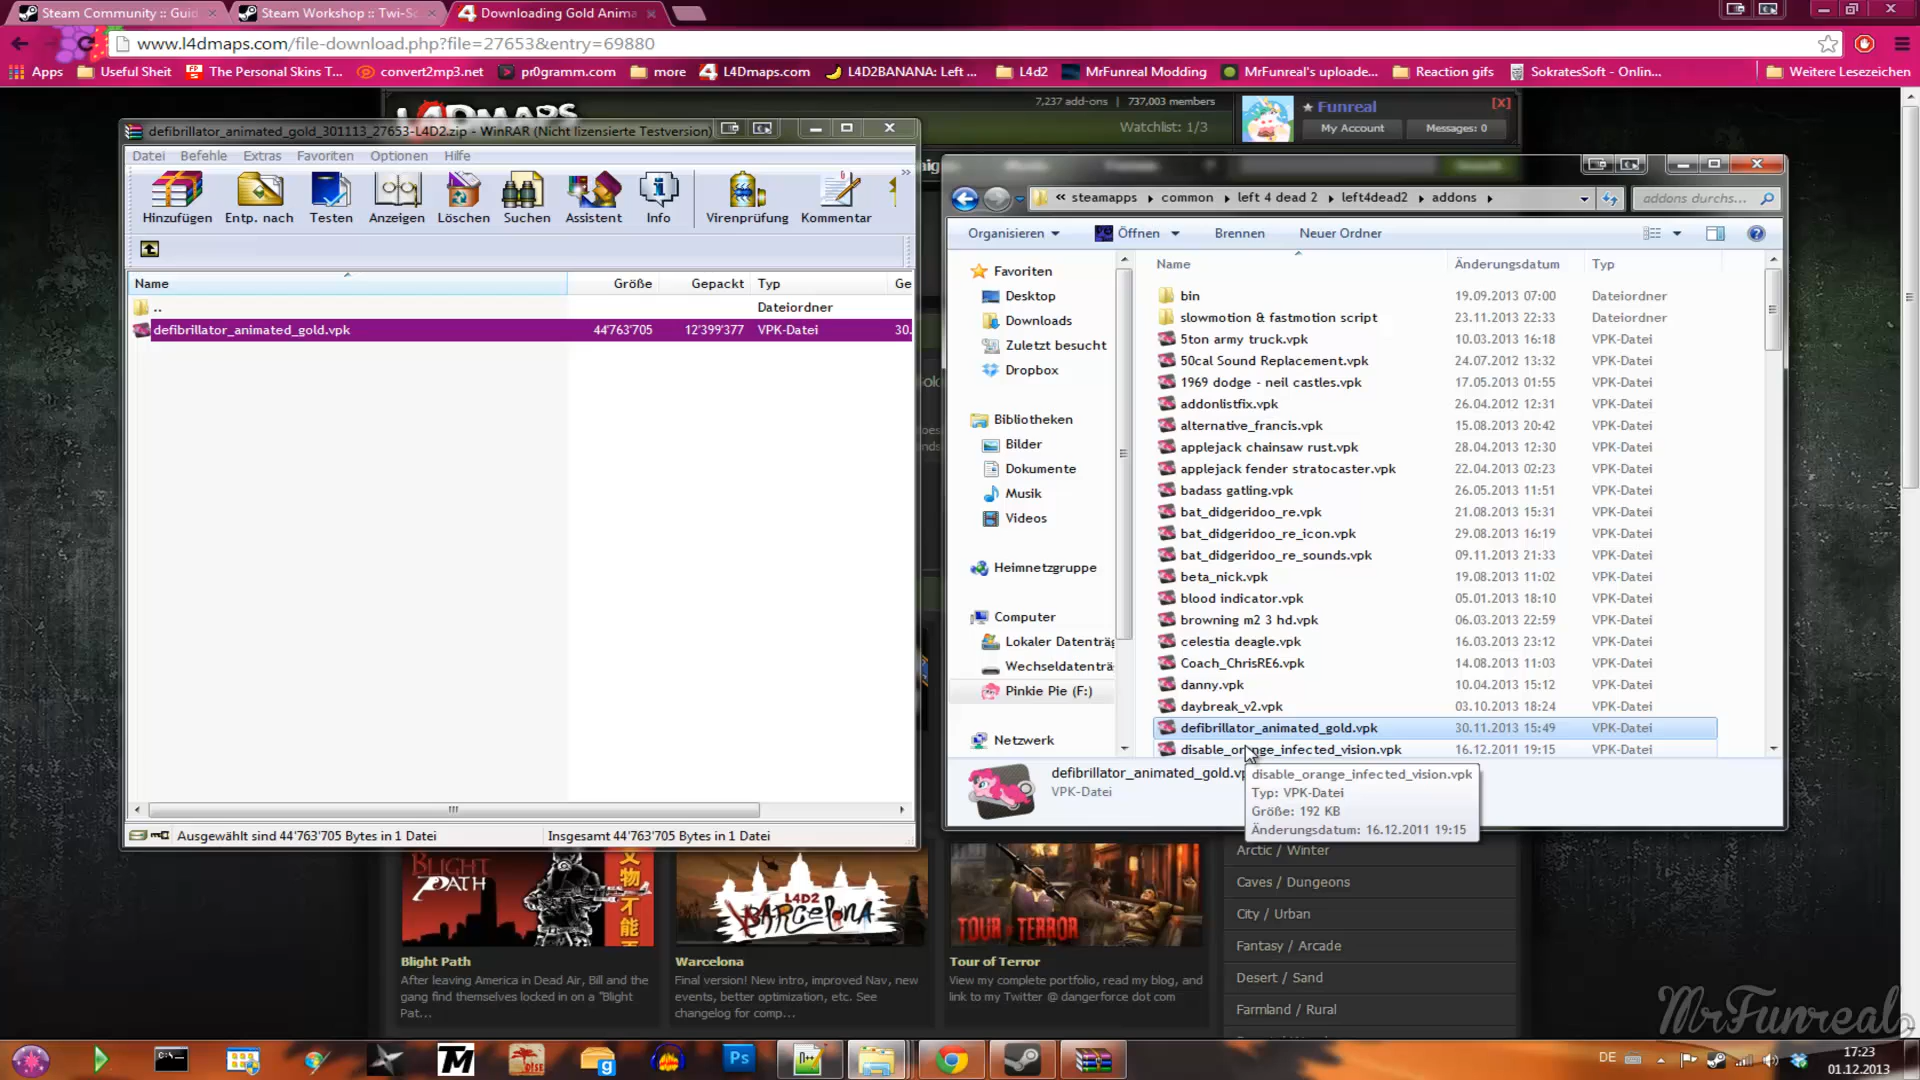 Steam Community :: Guid
Steam Workshop :: Twi-Sc
Downloading Gold Anima
www.l4dmaps.com/file-download.php?file=27653&entry=69880
Apps
Useful Sheit
The Personal Skins T...
convert2mp3.net
pr0gramm.com
more
L4Dmaps.com
L4D2BANANA: Left ...
L4d2
MrFunreal Modding
MrFunreal's uploade...
Reaction gifs
SokratesSoft - Onlin...
Weitere Lesezeichen
7,237 add-ons | 737,003 members
Watchlist: 1/3
Funreal
[X]
My Account
Messages: 0
defibrillator_animated_gold_301113_27653-L4D2.zip - WinRAR (Nicht lizensierte Testversion)
Datei Befehle Extras Favoriten Optionen Hilfe
Hinzufügen Entp. nach Testen Anzeigen Löschen Suchen Assistent Info Virenprüfung Kommentar
Name Größe Gepackt Typ Ge
.. Dateiordner
defibrillator_animated_gold.vpk 44'763'705 12'399'377 VPK-Datei 30.
Ausgewählt sind 44'763'705 Bytes in 1 Datei
Insgesamt 44'763'705 Bytes in 1 Datei
« steamapps common left 4 dead 2 left4dead2 addons
addons durchs...
Organisieren Öffnen Brennen Neuer Ordner
Favoriten
Desktop
Downloads
Zuletzt besucht
Dropbox
Bibliotheken
Bilder
Dokumente
Musik
Videos
Heimnetzgruppe
Computer
Lokaler Datenträg
Wechseldatenträ
Pinkie Pie (F:)
Netzwerk
Name Änderungsdatum Typ
bin 19.09.2013 07:00 Dateiordner
slowmotion & fastmotion script 23.11.2013 22:33 Dateiordner
5ton army truck.vpk 10.03.2013 16:18 VPK-Datei
50cal Sound Replacement.vpk 24.07.2012 13:32 VPK-Datei
1969 dodge - neil castles.vpk 17.05.2013 01:55 VPK-Datei
addonlistfix.vpk 26.04.2012 12:31 VPK-Datei
alternative_francis.vpk 15.08.2013 20:42 VPK-Datei
applejack chainsaw rust.vpk 28.04.2013 12:30 VPK-Datei
applejack fender stratocaster.vpk 22.04.2013 02:23 VPK-Datei
badass gatling.vpk 26.05.2013 11:51 VPK-Datei
bat_didgeridoo_re.vpk 21.08.2013 15:31 VPK-Datei
bat_didgeridoo_re_icon.vpk 29.08.2013 16:19 VPK-Datei
bat_didgeridoo_re_sounds.vpk 09.11.2013 21:33 VPK-Datei
beta_nick.vpk 19.08.2013 11:02 VPK-Datei
blood indicator.vpk 05.01.2013 18:10 VPK-Datei
browning m2 3 hd.vpk 06.03.2013 22:59 VPK-Datei
celestia deagle.vpk 16.03.2013 23:12 VPK-Datei
Coach_ChrisRE6.vpk 14.08.2013 11:03 VPK-Datei
danny.vpk 10.04.2013 15:12 VPK-Datei
daybreak_v2.vpk 03.10.2013 18:24 VPK-Datei
defibrillator_animated_gold.vpk 30.11.2013 15:49 VPK-Datei
disable_orange_infected_vision.vpk 16.12.2011 19:15 VPK-Datei
defibrillator_animated_gold.vp
VPK-Datei
disable_orange_infected_vision.vpk
Typ: VPK-Datei
Größe: 192 KB
Änderungsdatum: 16.12.2011 19:15
BLIGHT PATH
L4D2 WARCELONA
TOUR OF TERROR
Blight Path
After leaving America in Dead Air, Bill and the
gang find themselves locked in on a "Blight
Pat...
Warcelona
Final version! New intro, improved Nav, new
events, better optimization, etc. See
changelog for comp...
Tour of Terror
View my complete portfolio, read my blog, and
link to my Twitter @ dangerforce dot com
Arctic / Winter
Caves / Dungeons
City / Urban
Fantasy / Arcade
Desert / Sand
Farmland / Rural
MrFunreal
Ps
DE
17:23
01.12.2013